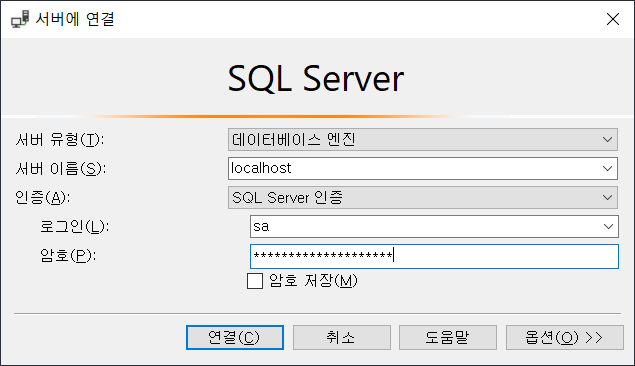 서버에 연결
SQL Server
서버 유형(T): 데이터베이스 엔진
서버 이름(S): localhost
인증(A): SQL Server 인증
로그인(L): sa
암호(P): ********************
암호 저장(M)
연결(C) 취소 도움말 옵션(O) >>